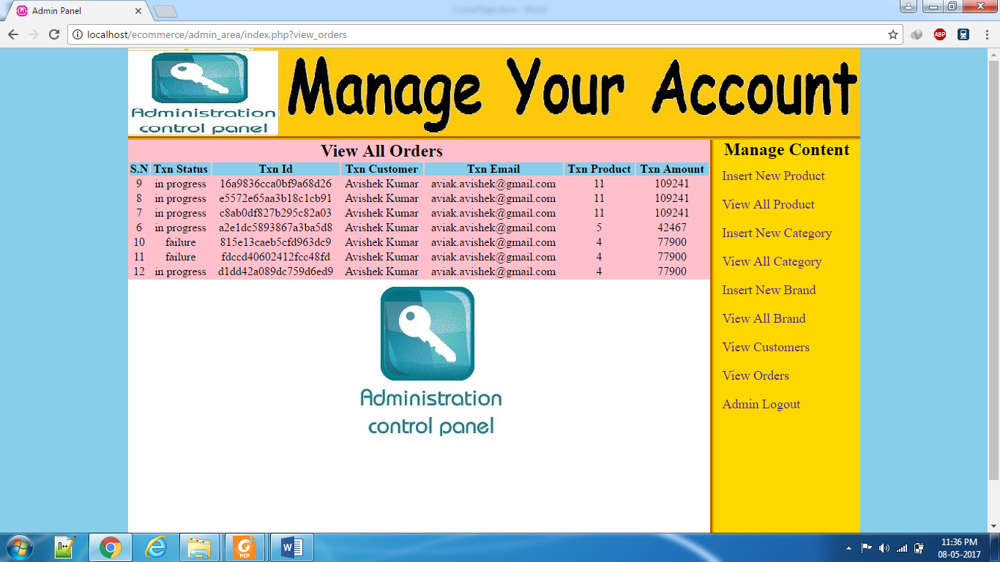 Admin Panel
localhost/ecommerce/admin_area/index.php?view_orders
ABP
Administration
control panel
Manage Your Account
View All Orders
S.N Txn Status Txn Id Txn Customer Txn Email Txn Product Txn Amount
9 in progress 16a9836cca0bf9a68d26 Avishek Kumar aviak.avishek@gmail.com 11 109241
8 in progress e5572e65aa3b18c1cb91 Avishek Kumar aviak.avishek@gmail.com 11 109241
7 in progress c8ab0df827b295c82a03 Avishek Kumar aviak.avishek@gmail.com 11 109241
6 in progress a2e1dc5893867a3ba5d8 Avishek Kumar aviak.avishek@gmail.com 5 42467
10 failure 815e13caeb5cfd963dc9 Avishek Kumar aviak.avishek@gmail.com 4 77900
11 failure fdccd40602412fcc48fd Avishek Kumar aviak.avishek@gmail.com 4 77900
12 in progress d1dd42a089dc759d6ed9 Avishek Kumar aviak.avishek@gmail.com 4 77900
Administration
control panel
Manage Content
Insert New Product
View All Product
Insert New Category
View All Category
Insert New Brand
View All Brand
View Customers
View Orders
Admin Logout
PDF
11:36 PM
08-05-2017